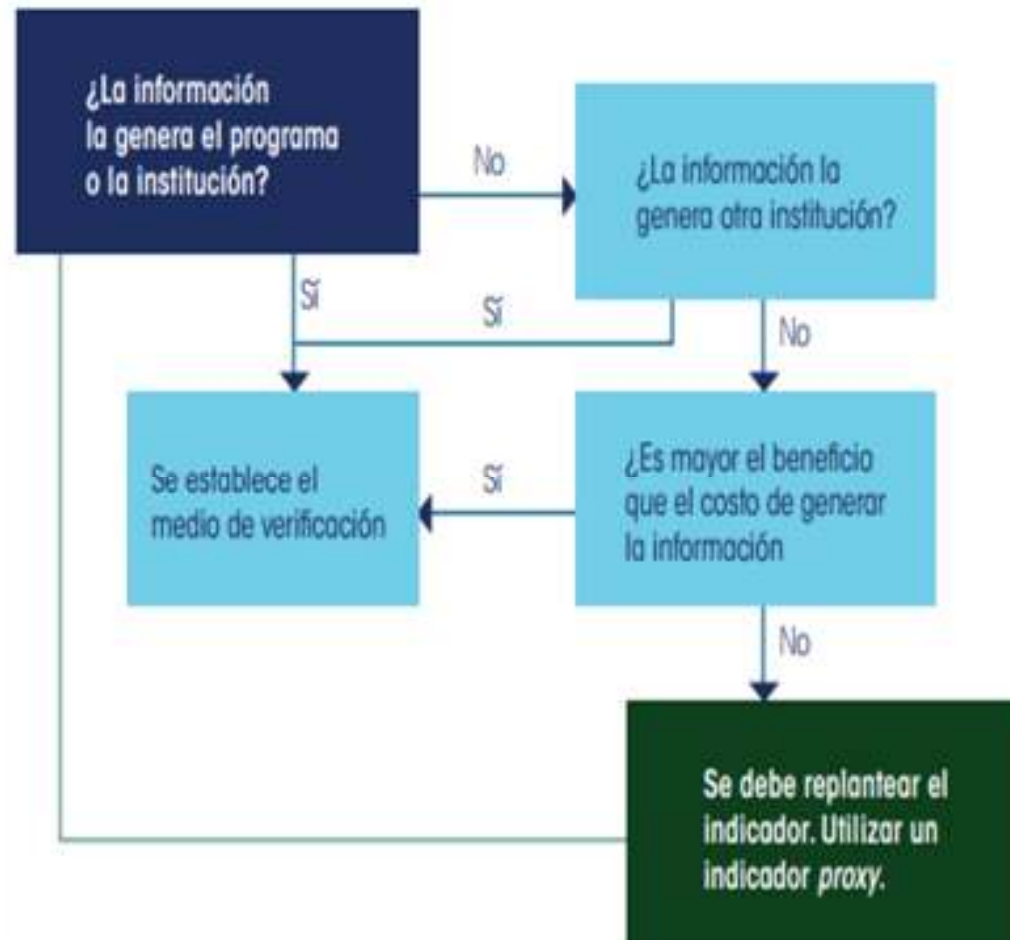 ¿La información
la genera el programa
o la institución?
No
¿La información la
genera otra institución?
Sí
Sí
No
Se establece el
medio de verificación
Sí
¿Es mayor el beneficio
que el costo de generar
la información
No
Se debe replantear el
indicador. Utilizar un
indicador proxy.